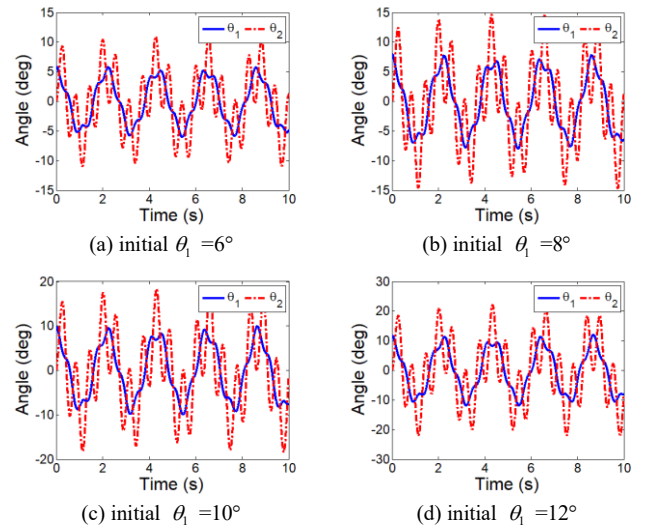 θ1 θ2
15
10
5
0
-5
-10
-15
Angle (deg)
0 2 4 6 8 10
Time (s)
(a) initial θ1 =6°
θ1 θ2
15
10
5
0
-5
-10
-15
Angle (deg)
0 2 4 6 8 10
Time (s)
(b) initial θ1 =8°
θ1 θ2
20
10
0
-10
-20
Angle (deg)
0 2 4 6 8 10
Time (s)
(c) initial θ1 =10°
θ1 θ2
30
20
10
0
-10
-20
-30
Angle (deg)
0 2 4 6 8 10
Time (s)
(d) initial θ1 =12°